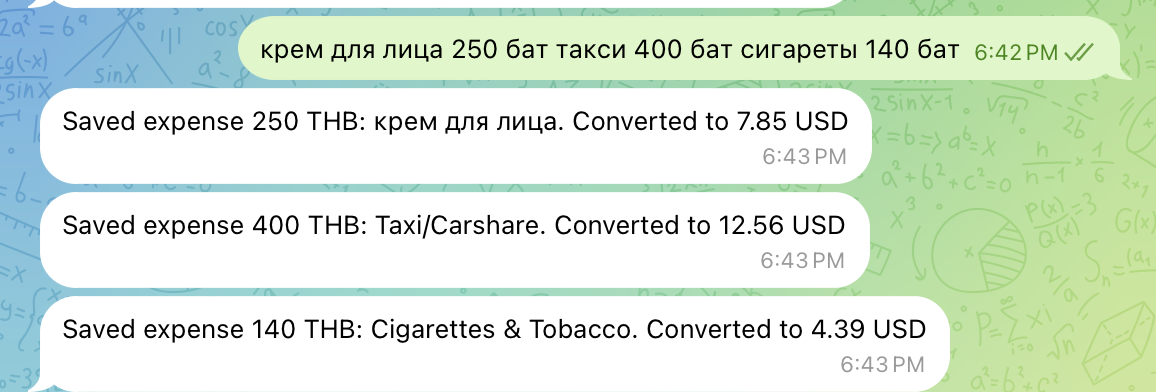 крем для лица 250 бат такси 400 бат сигареты 140 бат 6:42 PM
Saved expense 250 THB: крем для лица. Converted to 7.85 USD
6:43 PM
Saved expense 400 THB: Taxi/Carshare. Converted to 12.56 USD
6:43 PM
Saved expense 140 THB: Cigarettes & Tobacco. Converted to 4.39 USD
6:43 PM